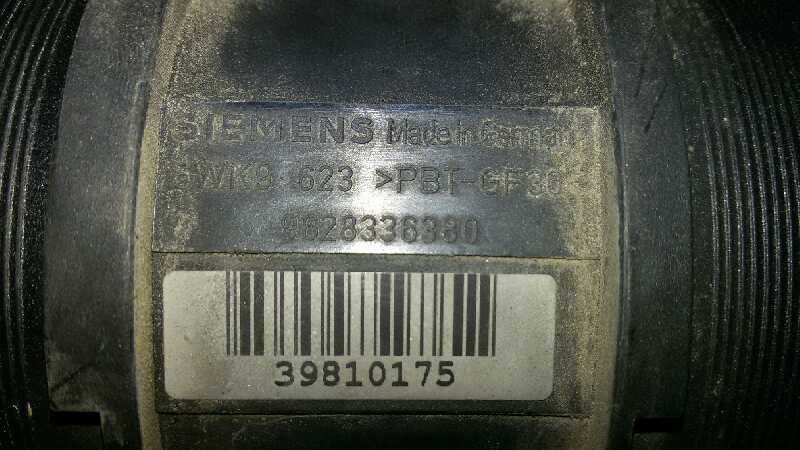 SIEMENS Made in Germany
5WK9 623 >PBT-GF30<
9628336380
39810175